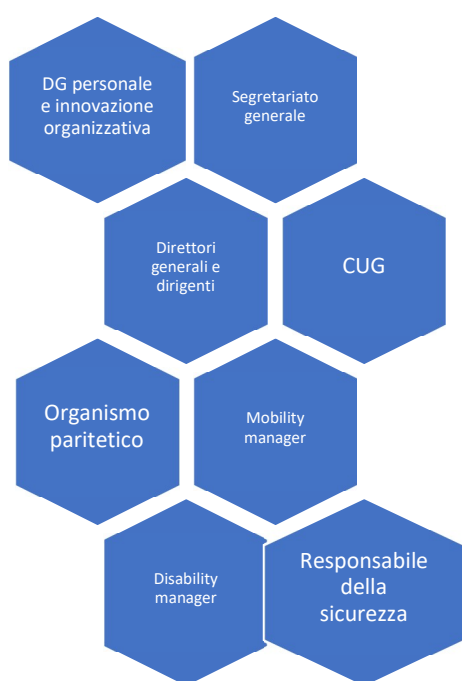 DG personale
e innovazione
organizzativa
Segretariato
generale
Direttori
generali e
dirigenti
CUG
Organismo
paritetico
Mobility
manager
Disability
manager
Responsabile
della
sicurezza